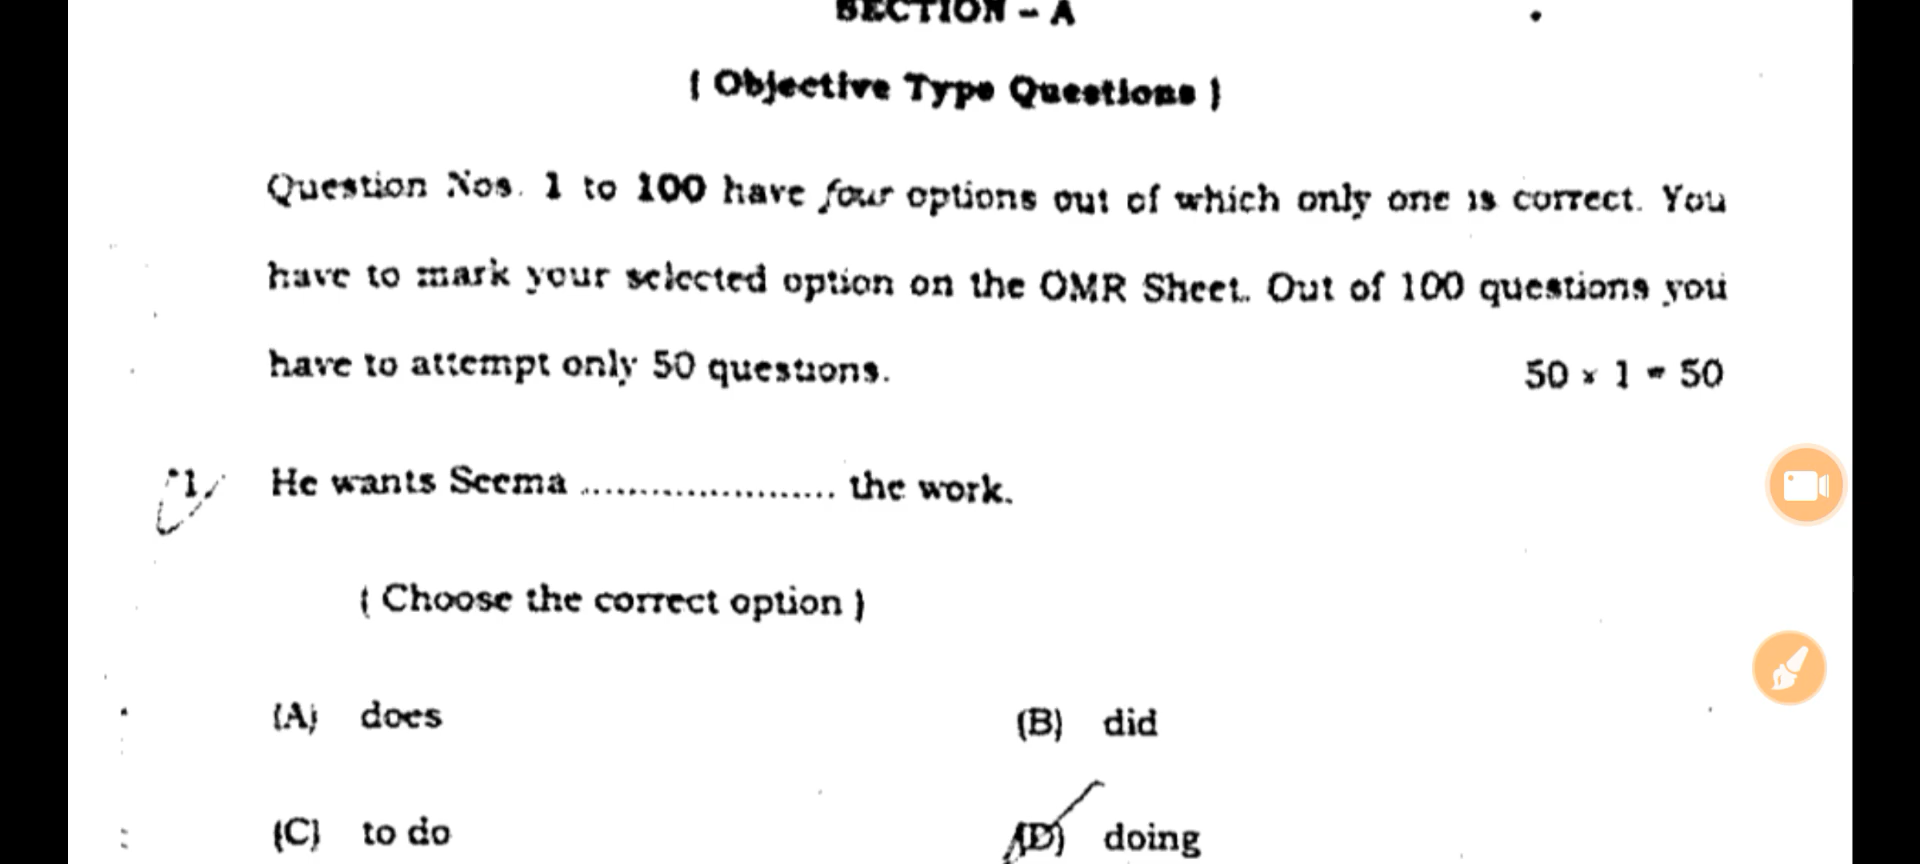 SECTION – A
( Objective Type Questions )
Question Nos. 1 to 100 have four options out of which only one is correct. You
have to mark your selected option on the OMR Sheet. Out of 100 questions you
have to attempt only 50 questions. 50 × 1 = 50
1. He wants Seema ...................... the work.
( Choose the correct option )
(A) does (B) did
(C) to do (D) doing